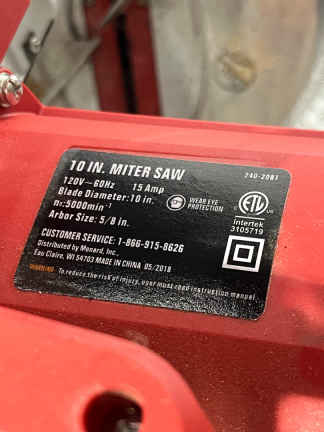 10 IN. MITER SAW
240-2081
120V~60Hz 15 Amp
Blade Diameter: 10 in.
n₀:5000min⁻¹
Arbor Size: 5/8 in.
WEAR EYE
PROTECTION
ETL
US
Intertek
3105719
CUSTOMER SERVICE: 1-866-915-8626
Distributed by Menard, Inc.,
Eau Claire, WI 54703 MADE IN CHINA 05/2018
WARNING: To reduce the risk of injury, user must read instruction manual